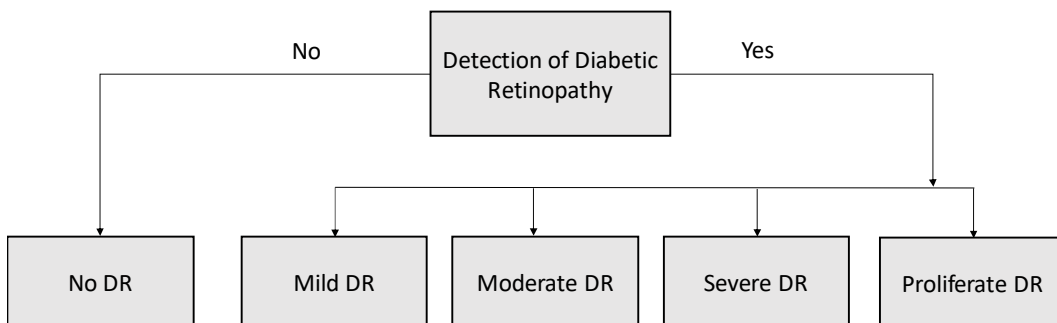 No
Detection of Diabetic
Retinopathy
Yes
No DR
Mild DR
Moderate DR
Severe DR
Proliferate DR